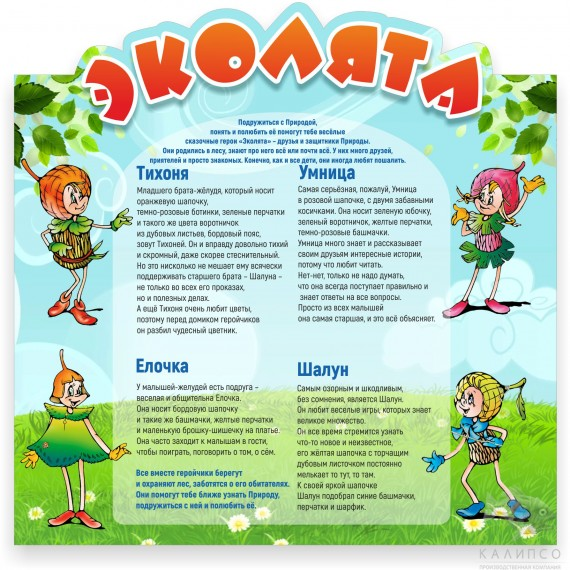 ЭКОЛЯТА
Подружиться с Природой,
понять и полюбить её помогут тебе весёлые
сказочные герои «Эколята» – друзья и защитники Природы.
Они родились в лесу, знают про него всё или почти всё. У них много друзей,
приятелей и просто знакомых. Конечно, как и все дети, они иногда любят пошалить.
Тихоня
Младшего брата-жёлудя, который носит
оранжевую шапочку,
темно-розовые ботинки, зеленые перчатки
и такого же цвета воротничок
из дубовых листьев, бордовый пояс,
зовут Тихоней. Он и вправду довольно тихий
и скромный, даже скорее стеснительный.
Но это нисколько не мешает ему всячески
поддерживать старшего брата – Шалуна –
не только во всех его проказах,
но и полезных делах.
А ещё Тихоня очень любит цветы,
поэтому перед домиком геройчиков
он разбил чудесный цветник.
Умница
Самая серьёзная, пожалуй, Умница
в розовой шапочке, с двумя забавными
косичками. Она носит зеленую юбочку,
зеленый воротничок, желтые перчатки,
темно-розовые башмачки.
Умница много знает и рассказывает
своим друзьям интересные истории,
потому что любит читать.
Нет-нет, только не надо думать,
что она всегда поступает правильно и
знает ответы на все вопросы.
Просто из всех малышей
она самая старшая, и это всё объясняет.
Елочка
У малышей-желудей есть подруга –
веселая и общительна Елочка.
Она носит бордовую шапочку
и такие же башмачки, желтые перчатки
и маленькую брошку-шишечку на платье.
Она часто заходит к малышам в гости,
чтобы поиграть, поговорить о том, о сём.
Все вместе геройчики берегут
и охраняют лес, заботятся о его обитателях.
Они помогут тебе ближе узнать Природу,
подружиться с ней и полюбить её.
Шалун
Самым озорным и шкодливым,
без сомнения, является Шалун.
Он любит веселые игры, которых знает
великое множество.
Он все время стремится узнать
что-то новое и неизвестное,
его жёлтая шапочка с торчащим
дубовым листочком постоянно
мелькает то тут, то там.
К своей яркой шапочке
Шалун подобрал синие башмачки,
перчатки и шарфик.
КАЛИПСО
ПРОИЗВОДСТВЕННАЯ КОМПАНИЯ